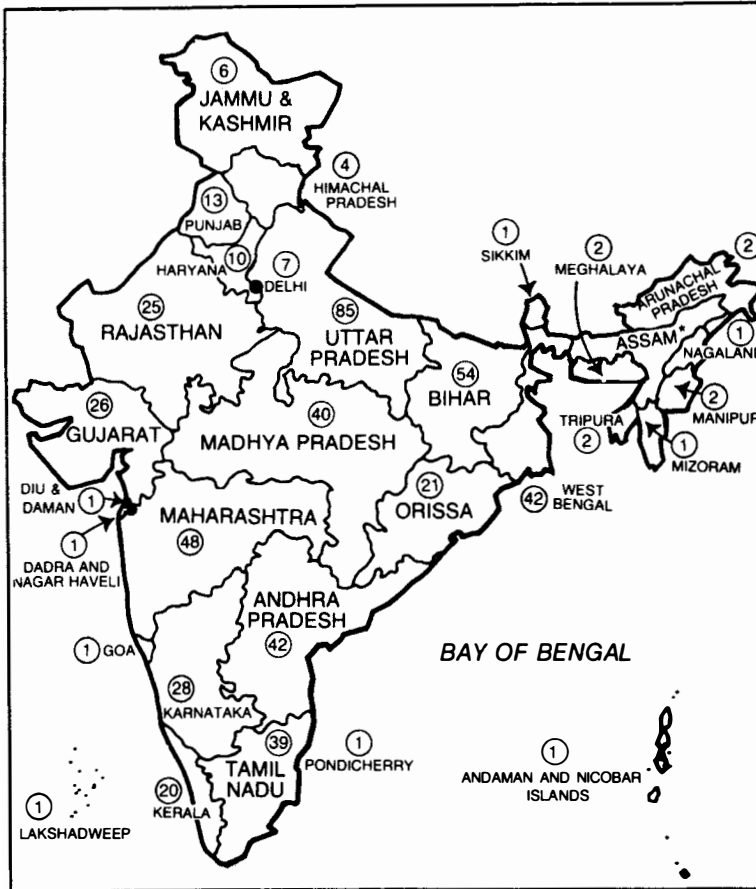 6
JAMMU &
KASHMIR
4
HIMACHAL
PRADESH
13
PUNJAB
10
HARYANA
7
DELHI
1
SIKKIM
2
MEGHALAYA
2
ARUNACHAL
PRADESH
ASSAM*
1
NAGALAND
25
RAJASTHAN
85
UTTAR
PRADESH
54
BIHAR
26
GUJARAT
40
MADHYA PRADESH
TRIPURA
2
2
MANIPUR
1
MIZORAM
DIU &
DAMAN
1
1
DADRA AND
NAGAR HAVELI
MAHARASHTRA
48
21
ORISSA
42
WEST
BENGAL
ANDHRA
PRADESH
42
1 GOA
BAY OF BENGAL
28
KARNATAKA
39
TAMIL
NADU
1
PONDICHERRY
1
ANDAMAN AND NICOBAR
ISLANDS
20
KERALA
1
LAKSHADWEEP